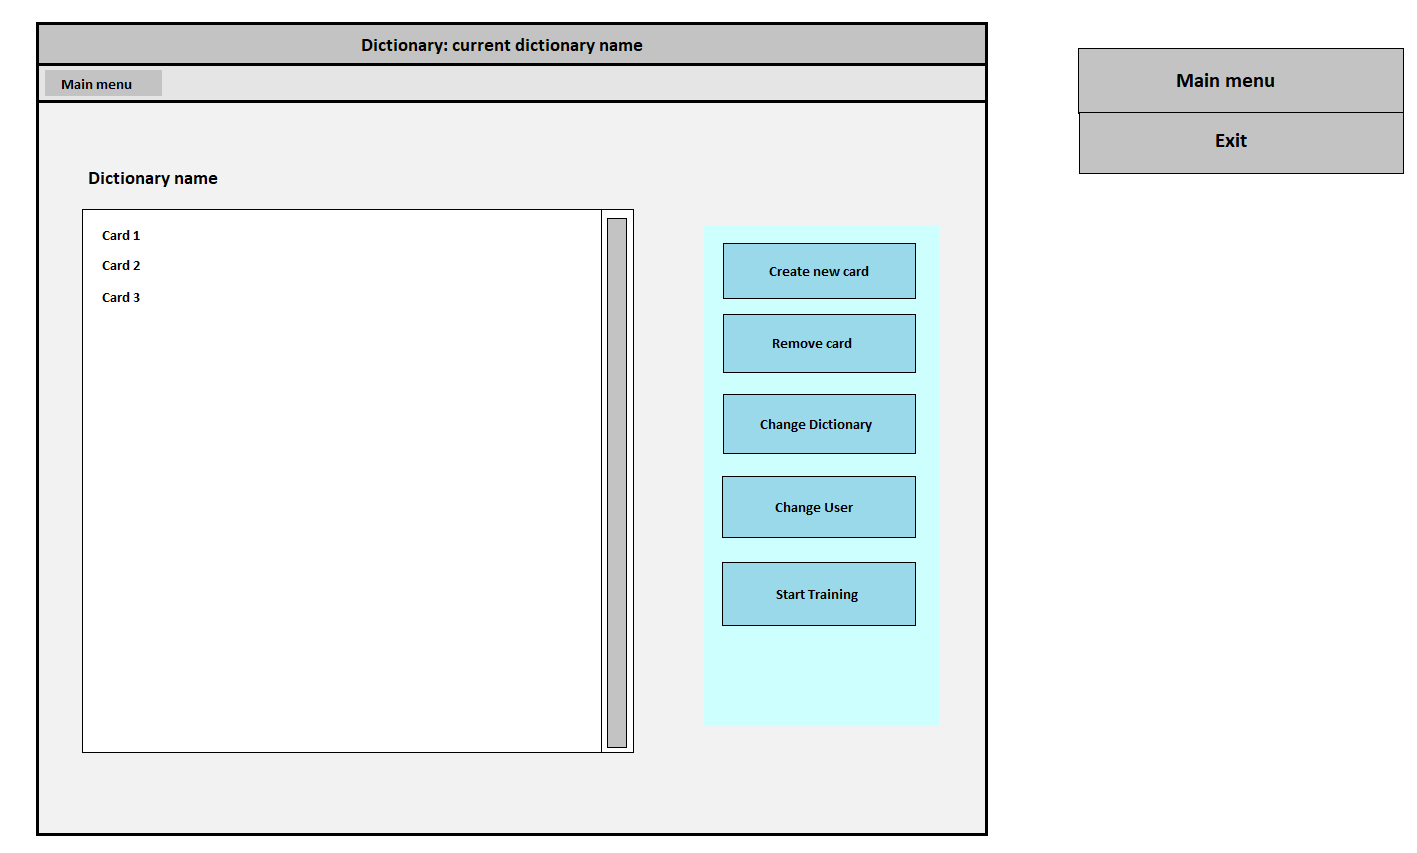 Dictionary: current dictionary name
Main menu
Dictionary name
Card 1
Card 2
Card 3
Create new card
Remove card
Change Dictionary
Change User
Start Training
Main menu
Exit